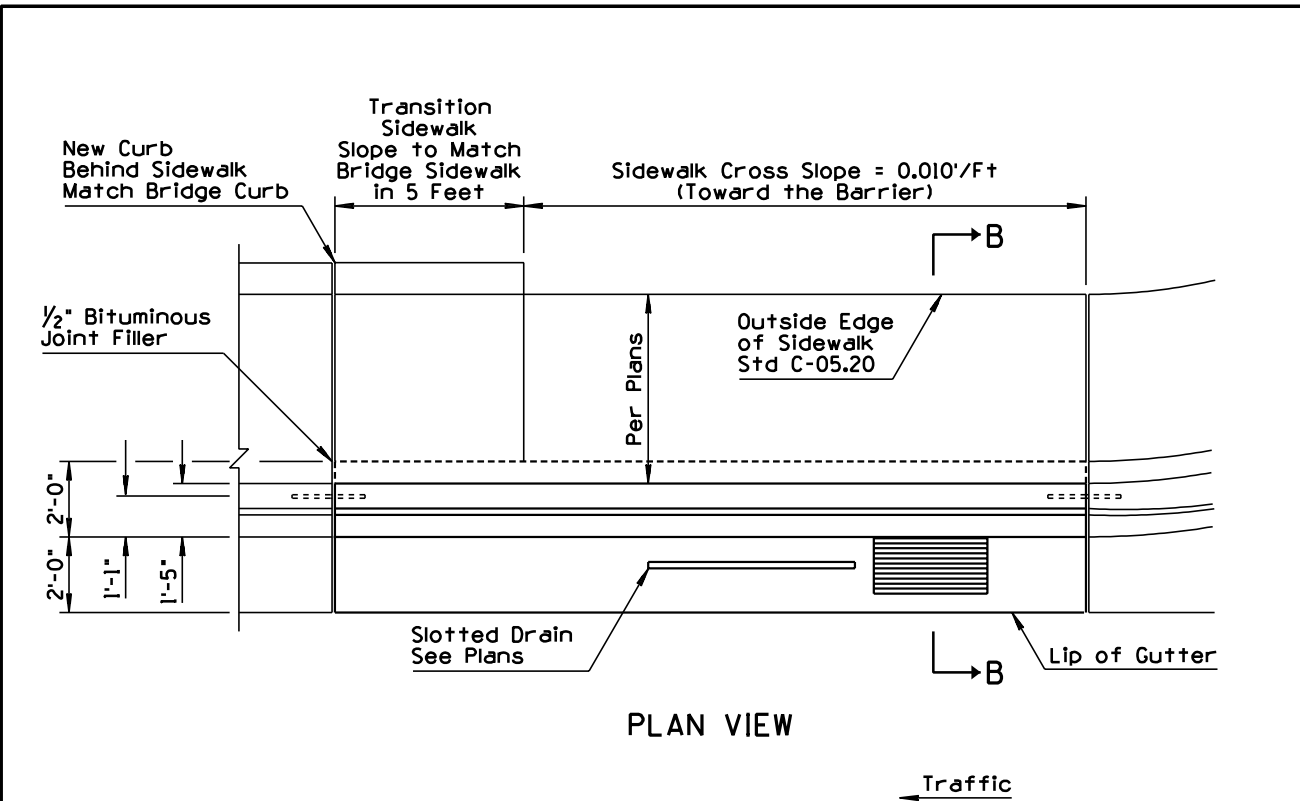 Transition
Sidewalk
Slope to Match
Bridge Sidewalk
in 5 Feet
New Curb
Behind Sidewalk
Match Bridge Curb
Sidewalk Cross Slope = 0.010'/Ft
(Toward the Barrier)
B
½" Bituminous
Joint Filler
Per Plans
Outside Edge
of Sidewalk
Std C-05.20
2'-0"
2'-0"
1'-1"
1'-5"
Slotted Drain
See Plans
B
Lip of Gutter
PLAN VIEW
Traffic